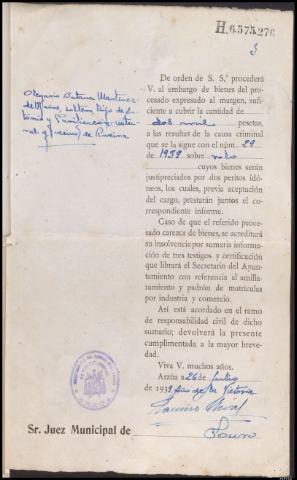 H.6575276
3
De orden de S. Sª. procederá
V. al embargo de bienes del pro-
cesado expresado al margen, sufi-
ciente a cubrir la cantidad de
dos mil pesetas,
a las resultas de la causa criminal
que se la sigue con el núm. 29
de 1939 sobre robo
cuyos bienes serán
justipreciados por dos peritos idó-
neos, los cuales, previa aceptación
del cargo, prestarán juntos el co-
rrespondiente informe.
Caso de que el referido proce-
sado carezca de bienes, se acreditará
su insolvencia por sumaria informa-
ción de tres testigos y certificación
que librará el Secretario del Ayun-
tamiento con referencia al amilla-
ramiento y padrón de matrículas
por industria y comercio.
Así está acordado en el ramo
de responsabilidad civil de dicho
sumario; devolverá la presente
cumplimentada a la mayor breve-
dad.
Viva V. muchos años.
26 de Julio
de 1939 Año de la Victoria
Sr. Juez Municipal de